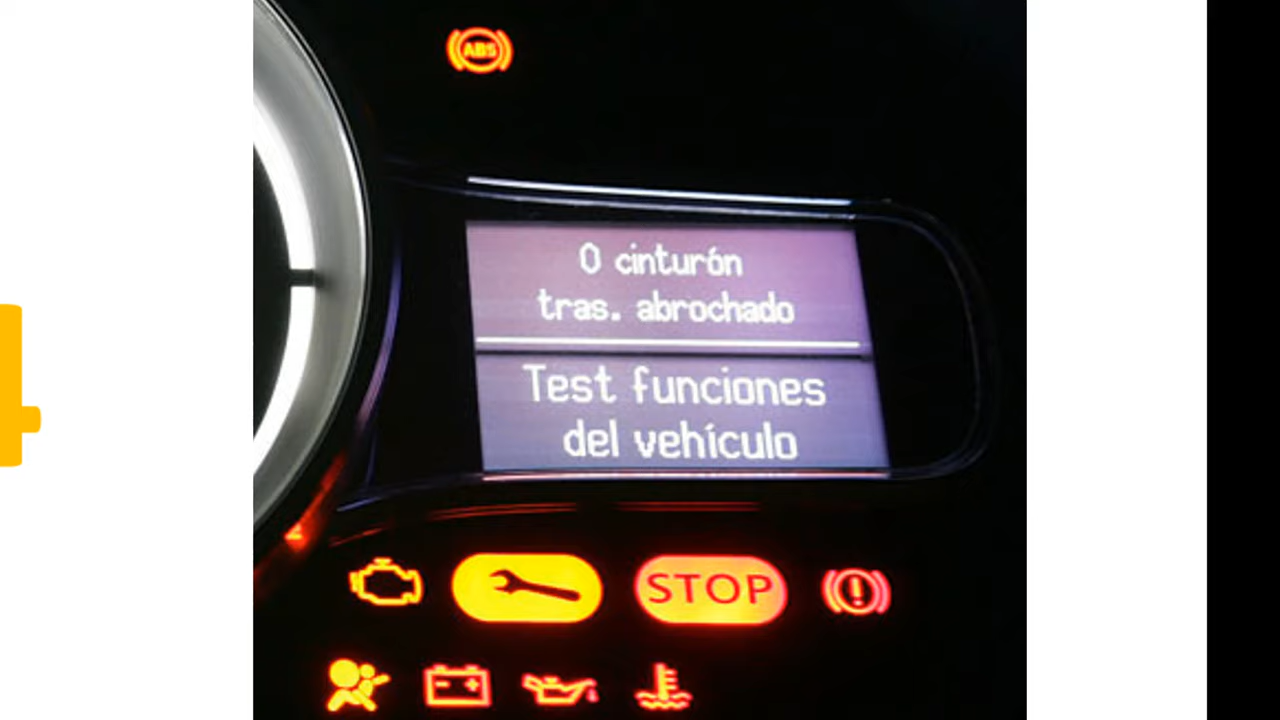 ABS
0 cinturón
tras. abrochado
Test funciones
del vehículo
STOP